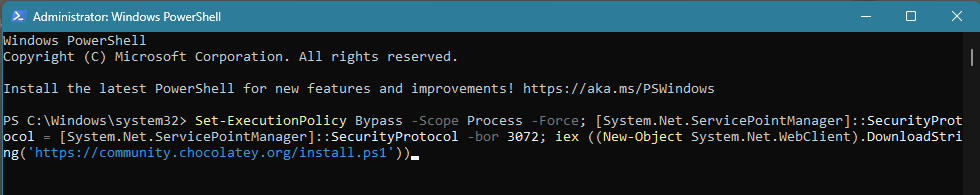 Administrator: Windows PowerShell
Windows PowerShell
Copyright (C) Microsoft Corporation. All rights reserved.
Install the latest PowerShell for new features and improvements! https://aka.ms/PSWindows
PS C:\Windows\system32> Set-ExecutionPolicy Bypass -Scope Process -Force; [System.Net.ServicePointManager]::SecurityProt
ocol = [System.Net.ServicePointManager]::SecurityProtocol -bor 3072; iex ((New-Object System.Net.WebClient).DownloadStri
ng('https://community.chocolatey.org/install.ps1'))